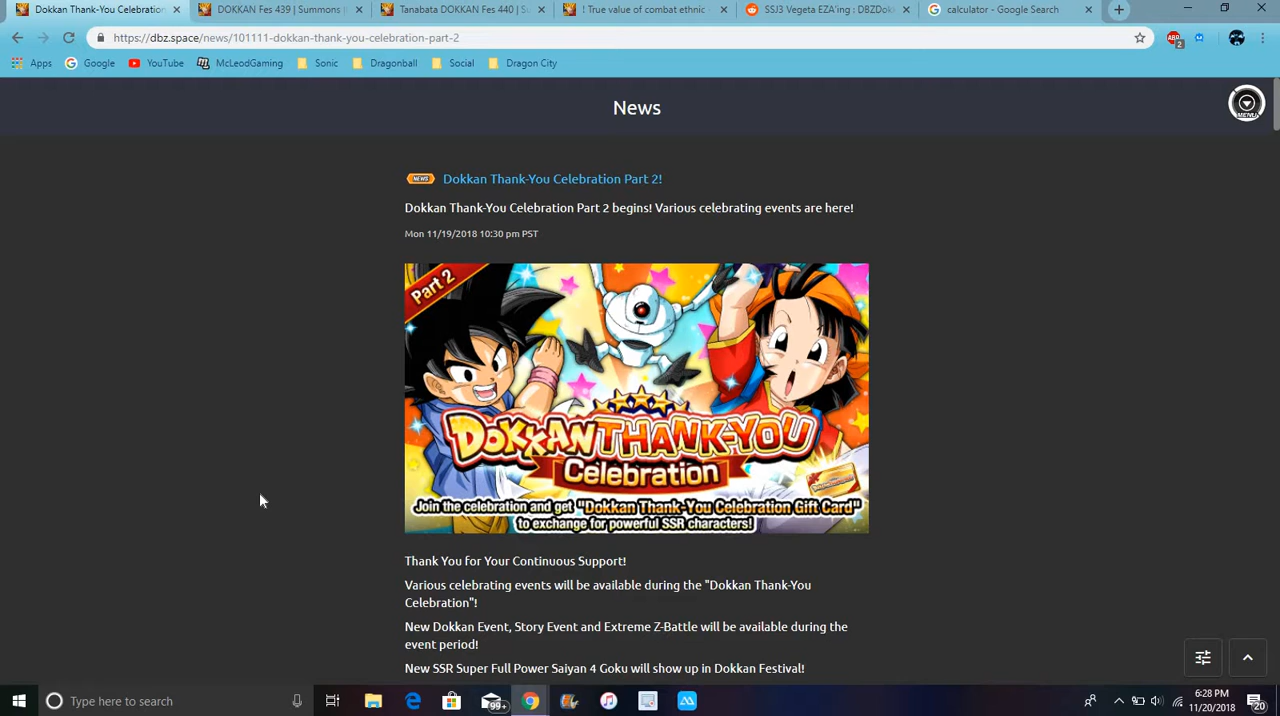 Dokkan Thank-You Celebration
DOKKAN Fes 439 | Summons
Tanabata DOKKAN Fes 440 | Su
! True value of combat ethnic
SSJ3 Vegeta EZA'ing : DBZDok
calculator - Google Search
https://dbz.space/news/101111-dokkan-thank-you-celebration-part-2
ABP
2
Apps
Google
YouTube
McLeodGaming
Sonic
Dragonball
Social
Dragon City
News
MENU
NEWS Dokkan Thank-You Celebration Part 2!
Dokkan Thank-You Celebration Part 2 begins! Various celebrating events are here!
Mon 11/19/2018 10:30 pm PST
Part 2
DOKKAN THANK-YOU
Celebration
Join the celebration and get "Dokkan Thank-You Celebration Gift Card"
to exchange for powerful SSR characters!
Thank You for Your Continuous Support!
Various celebrating events will be available during the "Dokkan Thank-You
Celebration"!
New Dokkan Event, Story Event and Extreme Z-Battle will be available during the
event period!
New SSR Super Full Power Saiyan 4 Goku will show up in Dokkan Festival!
Type here to search
99+
6:28 PM
11/20/2018
20